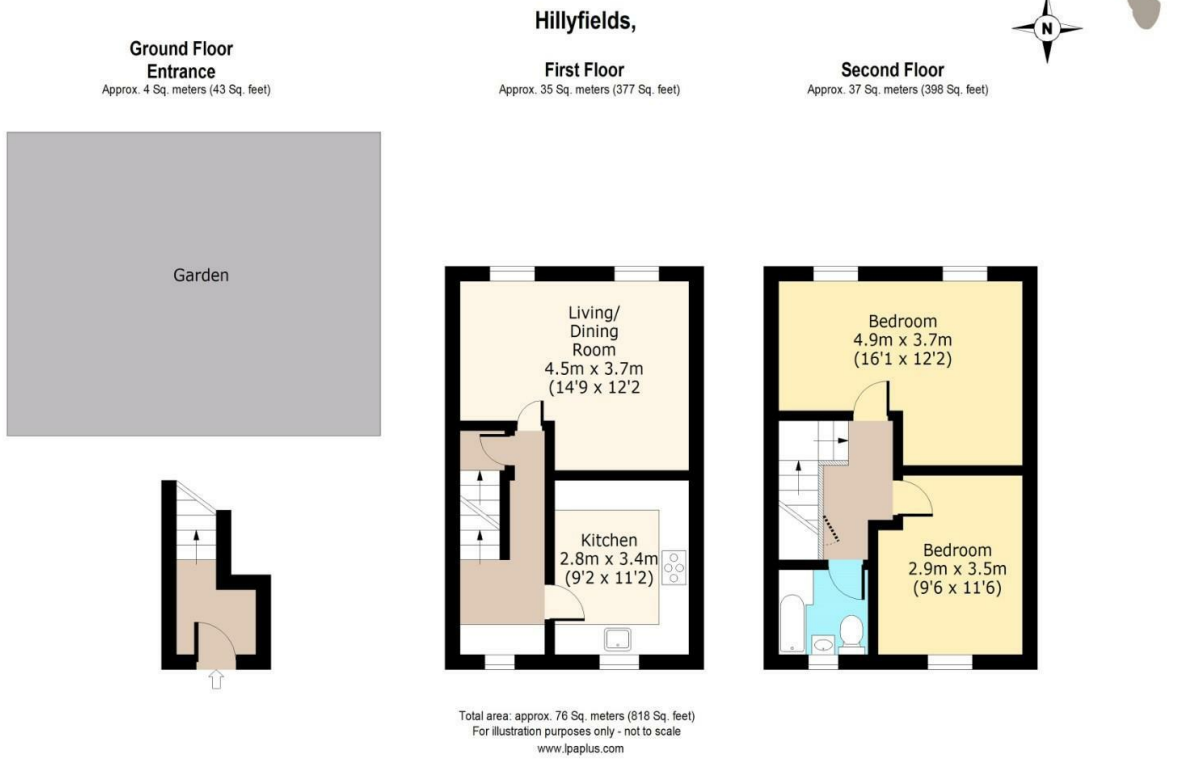 Hillyfields,
N
Ground Floor
Entrance
Approx. 4 Sq. meters (43 Sq. feet)
First Floor
Approx. 35 Sq. meters (377 Sq. feet)
Second Floor
Approx. 37 Sq. meters (398 Sq. feet)
Garden
Living/
Dining
Room
4.5m x 3.7m
(14'9 x 12'2
Kitchen
2.8m x 3.4m
(9'2 x 11'2)
Bedroom
4.9m x 3.7m
(16'1 x 12'2)
Bedroom
2.9m x 3.5m
(9'6 x 11'6)
Total area: approx. 76 Sq. meters (818 Sq. feet)
For illustration purposes only - not to scale
www.lpaplus.com